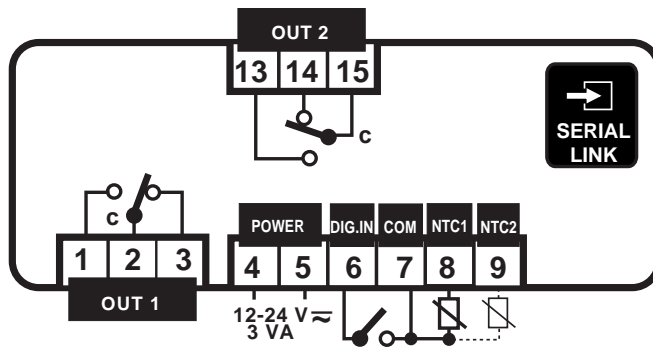 OUT 2
13 14 15
C
SERIAL
LINK
C
POWER DIG.IN COM NTC1 NTC2
1 2 3 4 5 6 7 8 9
OUT 1
12-24 V ≂
3 VA